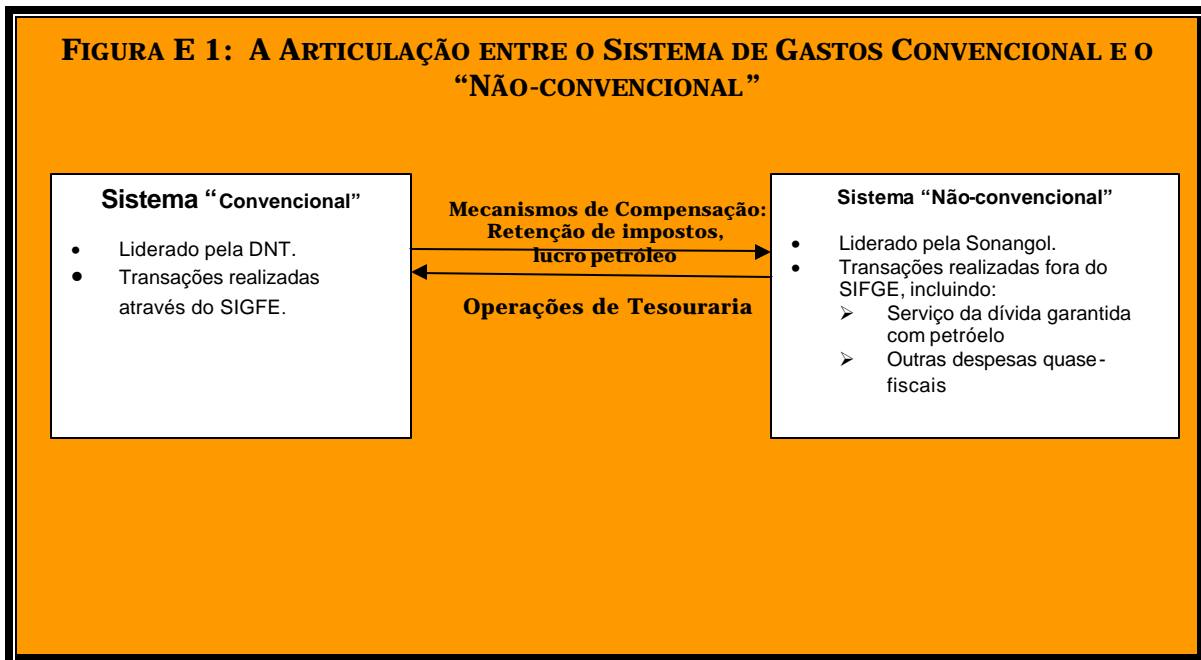 FIGURA E 1: A ARTICULAÇÃO ENTRE O SISTEMA DE GASTOS CONVENCIONAL E O
“NÃO-CONVENCIONAL”
Sistema “Convencional”
• Liderado pela DNT.
• Transações realizadas
através do SIGFE.
Mecanismos de Compensação:
Retenção de impostos,
lucro petróleo
Operações de Tesouraria
Sistema “Não-convencional”
• Liderado pela Sonangol.
• Transações realizadas fora do
SIFGE, incluindo:
➢ Serviço da dívida garantida
com petróelo
➢ Outras despesas quase-
fiscais